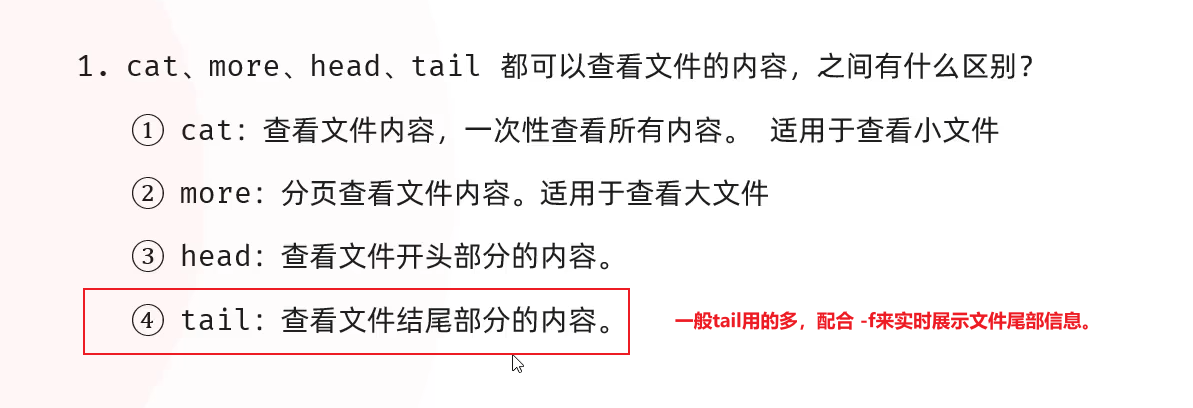 1. cat、more、head、tail 都可以查看文件的内容，之间有什么区别？
① cat：查看文件内容，一次性查看所有内容。 适用于查看小文件
② more：分页查看文件内容。适用于查看大文件
③ head：查看文件开头部分的内容。
④ tail：查看文件结尾部分的内容。
一般tail用的多，配合 -f来实时展示文件尾部信息。